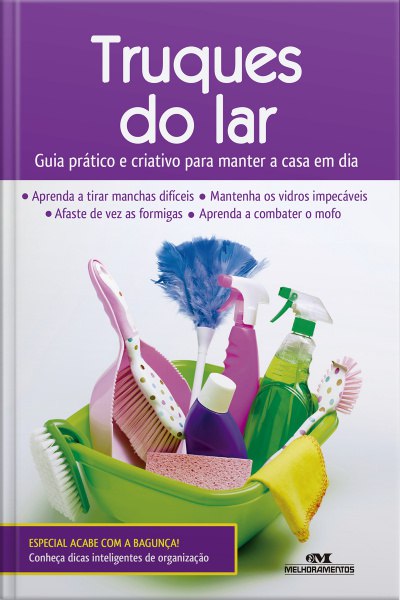 Truques
do lar
Guia prático e criativo para manter a casa em dia
• Aprenda a tirar manchas difíceis • Mantenha os vidros impecáveis
• Afaste de vez as formigas • Aprenda a combater o mofo
ESPECIAL ACABE COM A BAGUNÇA!
Conheça dicas inteligentes de organização
MELHORAMENTOS